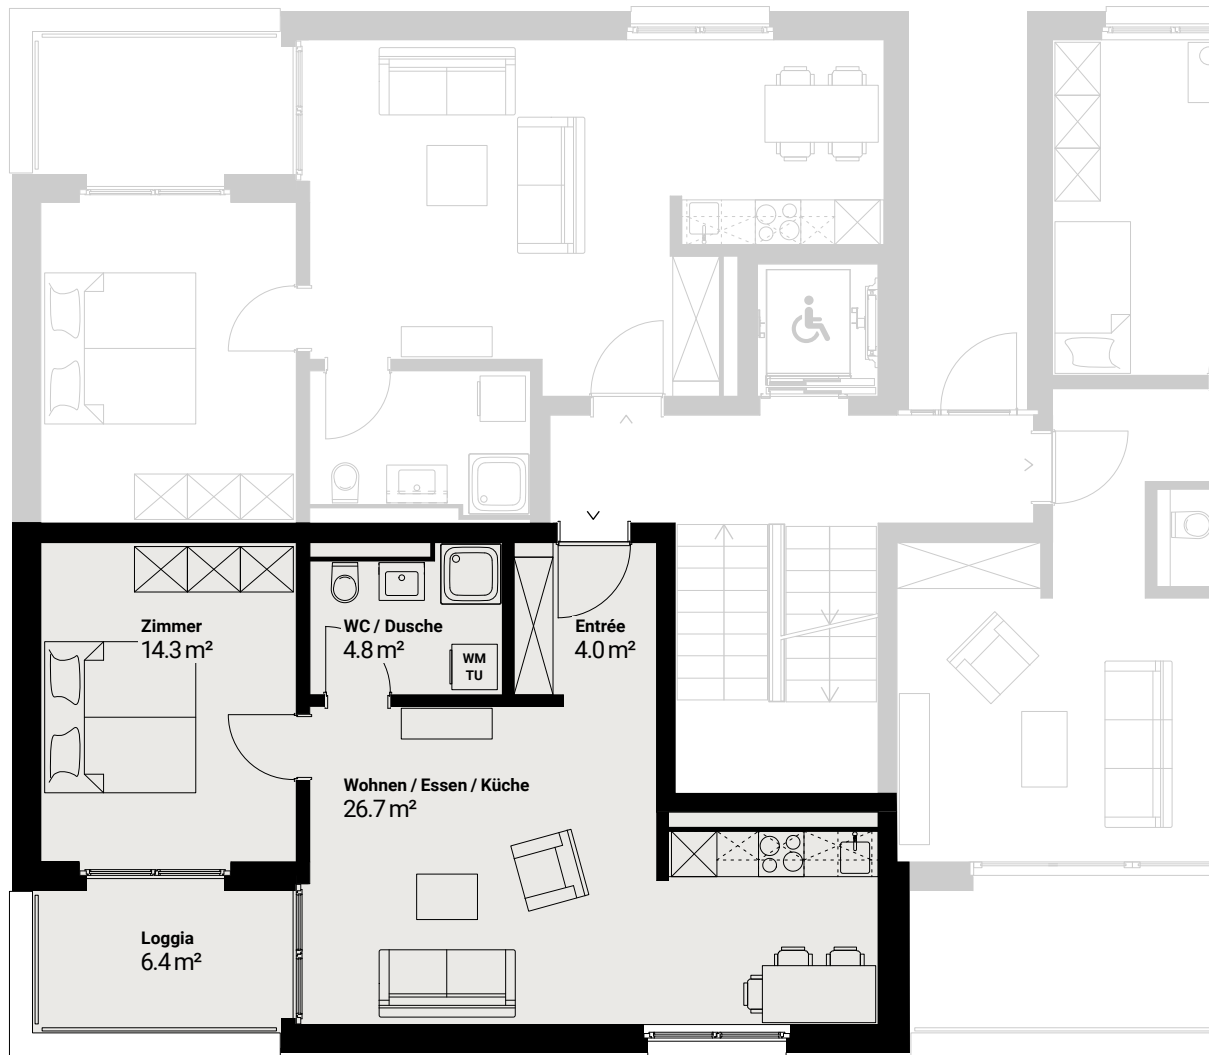 Zimmer
14.3 m²
WC / Dusche
4.8 m²
WM
TU
Entrée
4.0 m²
Wohnen / Essen / Küche
26.7 m²
Loggia
6.4 m²